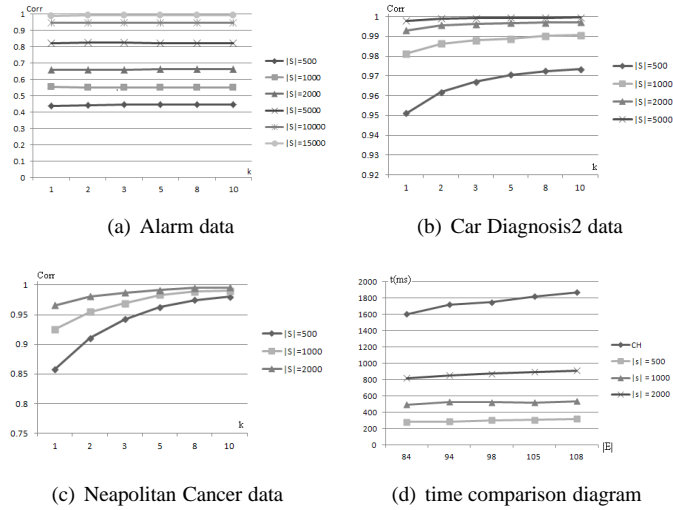 Corr
1
0.9
0.8
0.7
0.6
0.5
0.4
0.3
0.2
0.1
0
k
1 2 3 5 8 10
|S|=500
|S|=1000
|S|=2000
|S|=5000
|S|=10000
|S|=15000
(a) Alarm data
Corr
1
0.99
0.98
0.97
0.96
0.95
0.94
0.93
0.92
k
1 2 3 5 8 10
|S|=500
|S|=1000
|S|=2000
|S|=5000
(b) Car Diagnosis2 data
Corr
1
0.95
0.9
0.85
0.8
0.75
k
1 2 3 5 8 10
|S|=500
|S|=1000
|S|=2000
(c) Neapolitan Cancer data
t(ms)
2000
1800
1600
1400
1200
1000
800
600
400
200
0
|E|
84 94 98 105 108
CH
|s| = 500
|s| = 1000
|s| = 2000
(d) time comparison diagram